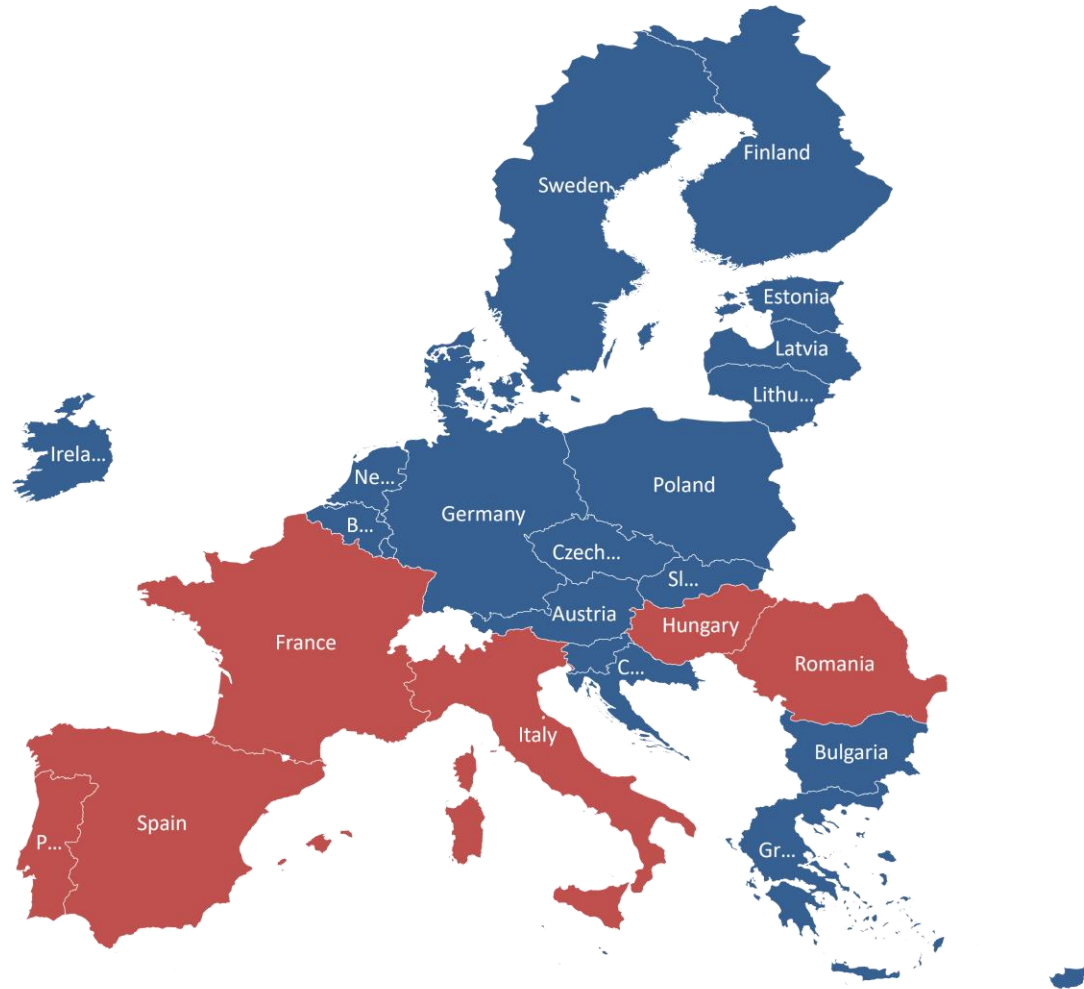 Finland
Sweden
Estonia
Latvia
Lithu...
Irela...
Ne...
Poland
Germany
B...
Czech...
Sl...
Austria
Hungary
France
Romania
C...
Italy
Bulgaria
Spain
P...
Gr...